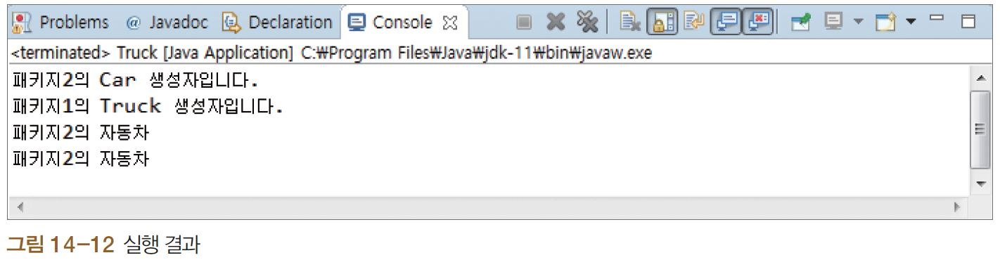 Problems @ Javadoc Declaration Console
<terminated> Truck [Java Application] C:₩Program Files₩Java₩jdk-11₩bin₩javaw.exe
패키지2의 Car 생성자입니다.
패키지1의 Truck 생성자입니다.
패키지2의 자동차
패키지2의 자동차
그림 14-12 실행 결과